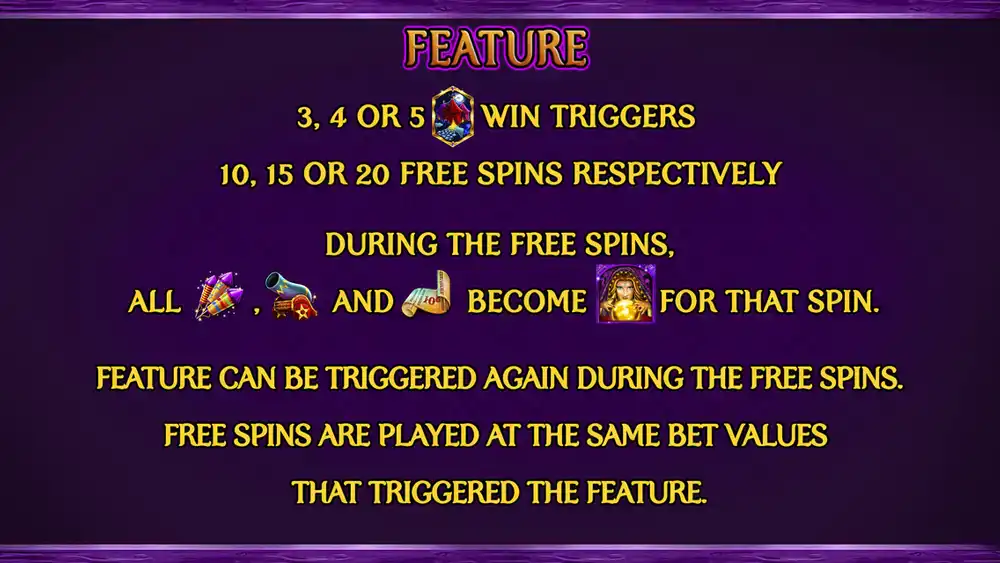 FEATURE
3, 4 OR 5 WIN TRIGGERS
10, 15 OR 20 FREE SPINS RESPECTIVELY
DURING THE FREE SPINS,
ALL , AND BECOME FOR THAT SPIN.
FEATURE CAN BE TRIGGERED AGAIN DURING THE FREE SPINS.
FREE SPINS ARE PLAYED AT THE SAME BET VALUES
THAT TRIGGERED THE FEATURE.